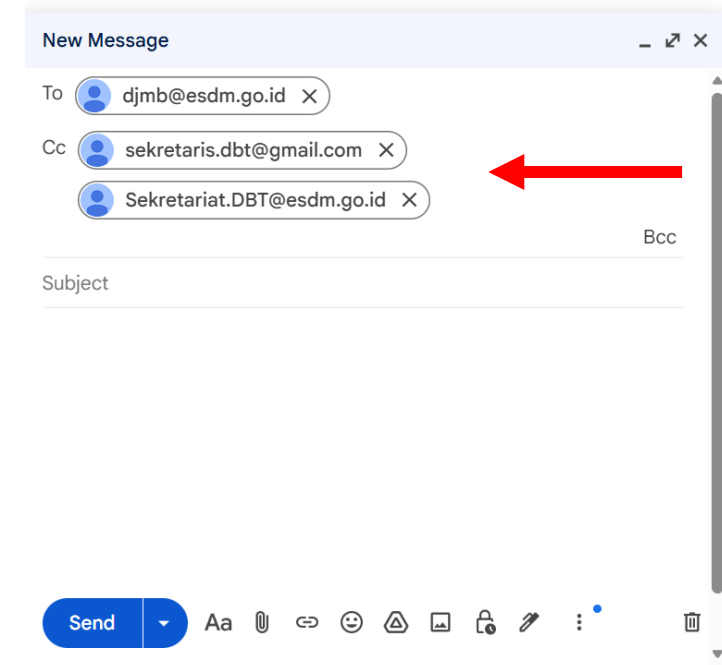 New Message
To djmb@esdm.go.id
Cc sekretaris.dbt@gmail.com
Sekretariat.DBT@esdm.go.id
Bcc
Subject
Send Aa